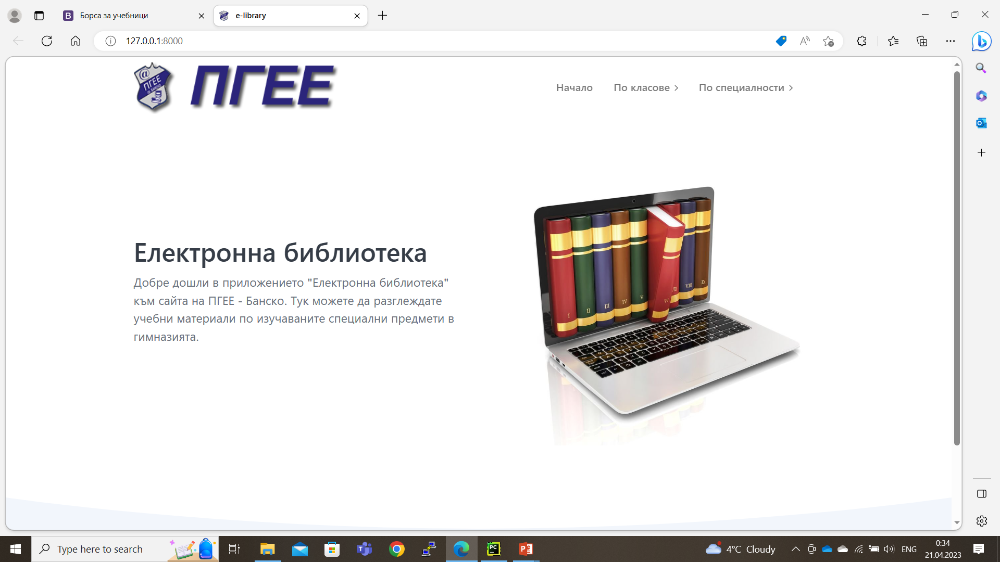 Борса за учебници
e-library
127.0.0.1:8000
@
ПГЕЕ
ПГЕЕ
Начало
По класове
По специалности
Електронна библиотека
Добре дошли в приложението "Електронна библиотека"
към сайта на ПГЕЕ - Банско. Тук можете да разглеждате
учебни материали по изучаваните специални предмети в
гимназията.
I II III IV V VI VII VIII IX
Type here to search
4°C Cloudy
ENG
0:34
21.04.2023